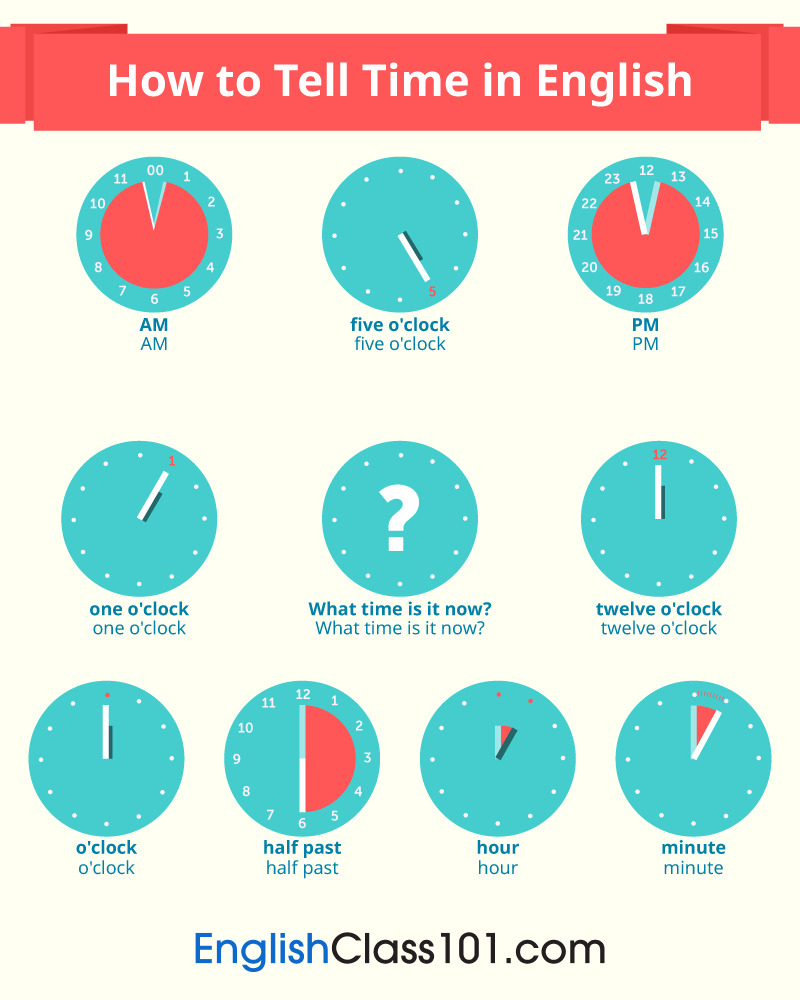 How to Tell Time in English
00
11 1
10 2
9 3
8 4
7 5
6
AM
AM
5
five o'clock
five o'clock
12
23 13
22 14
21 15
20 16
19 17
18
PM
PM
1
one o'clock
one o'clock
?
What time is it now?
What time is it now?
12
twelve o'clock
twelve o'clock
o'clock
o'clock
12
11 1
10 2
9 3
8 4
7 5
6
half past
half past
hour
hour
minute
minute
EnglishClass101.com